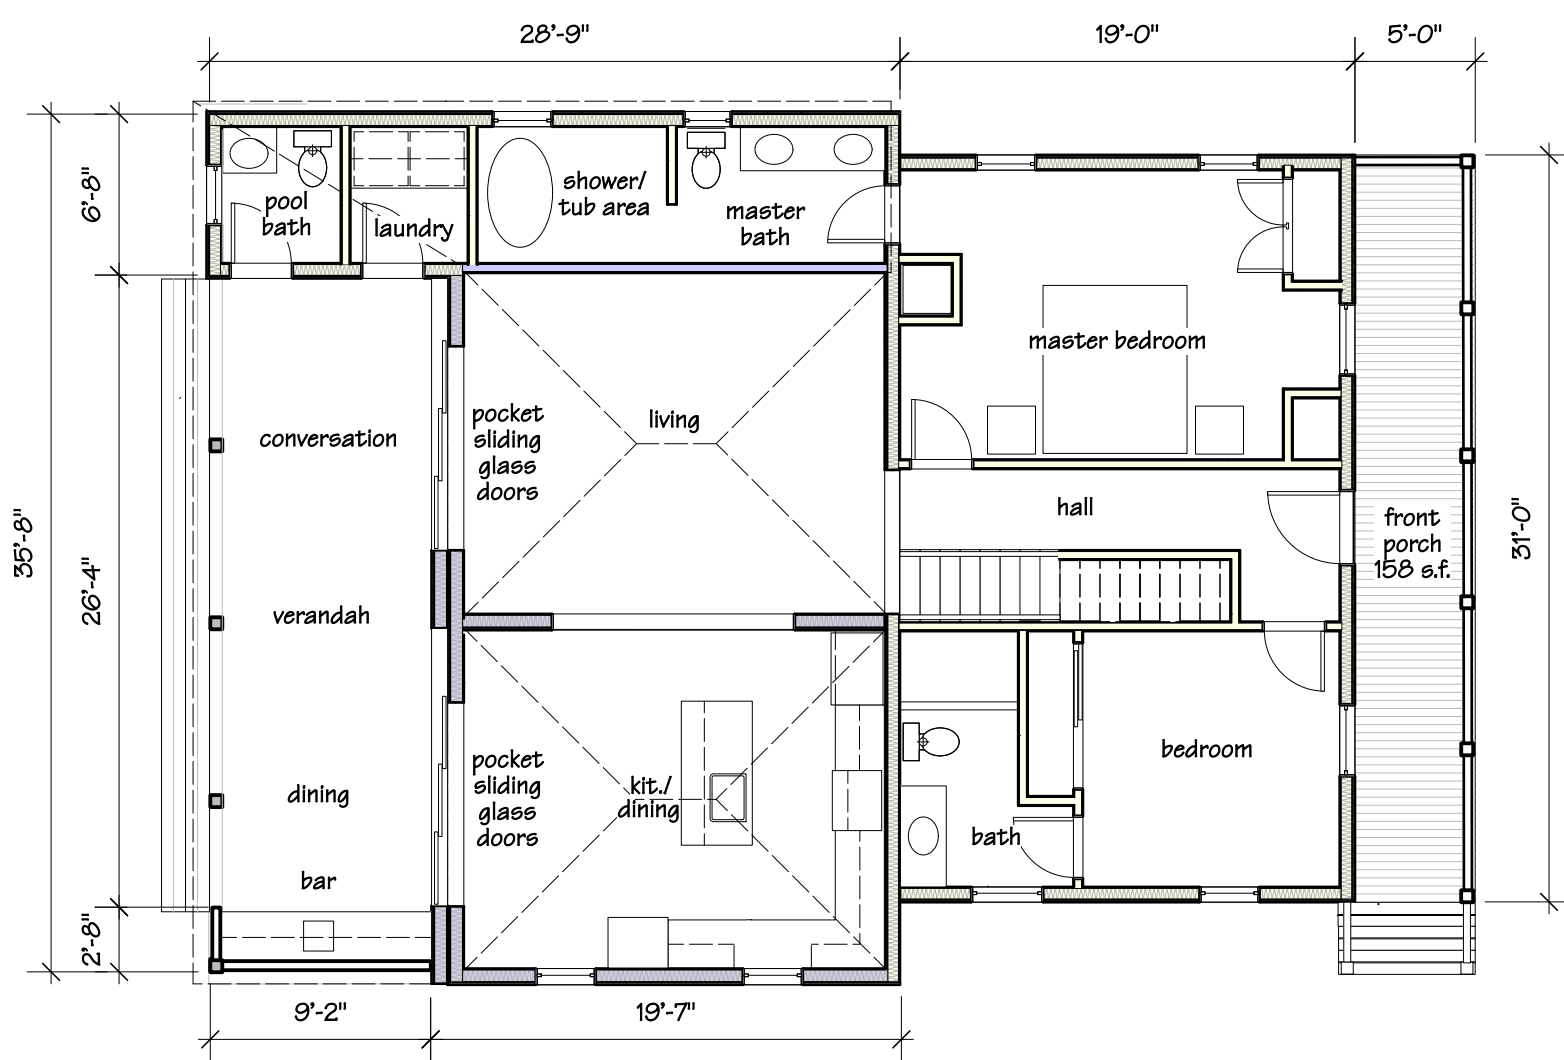 28'-9"
19'-0"
5'-0"
6'-8"
pool
bath
laundry
shower/
tub area
master
bath
master bedroom
pocket
sliding
glass
doors
living
conversation
hall
front
porch
158 s.f.
35'-8"
26'-4"
31'-0"
verandah
pocket
sliding
glass
doors
kit./
dining
bedroom
dining
bath
bar
2'-8"
9'-2"
19'-7"